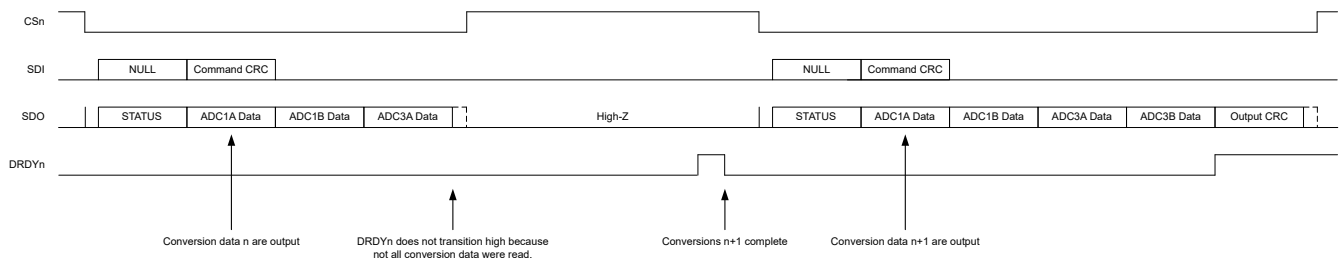 CSn
SDI NULL Command CRC NULL Command CRC
SDO STATUS ADC1A Data ADC1B Data ADC3A Data High-Z STATUS ADC1A Data ADC1B Data ADC3A Data ADC3B Data Output CRC
DRDYn
Conversion data n are output
DRDYn does not transition high because
not all conversion data were read.
Conversions n+1 complete
Conversion data n+1 are output